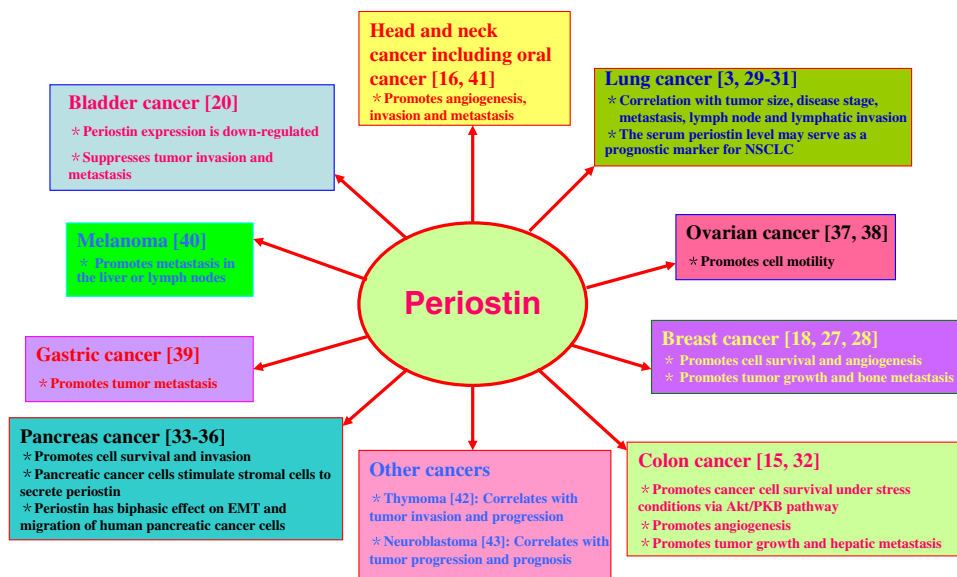 Head and neck
cancer including oral
cancer [16, 41]
*Promotes angiogenesis,
invasion and metastasis
Lung cancer [3, 29-31]
*Correlation with tumor size, disease stage,
metastasis, lymph node and lymphatic invasion
*The serum periostin level may serve as a
prognostic marker for NSCLC
Bladder cancer [20]
*Periostin expression is down-regulated
*Suppresses tumor invasion and
metastasis
Melanoma [40]
* Promotes metastasis in
the liver or lymph nodes
Ovarian cancer [37, 38]
*Promotes cell motility
Periostin
Gastric cancer [39]
*Promotes tumor metastasis
Breast cancer [18, 27, 28]
* Promotes cell survival and angiogenesis
* Promotes tumor growth and bone metastasis
Pancreas cancer [33-36]
*Promotes cell survival and invasion
*Pancreatic cancer cells stimulate stromal cells to
secrete periostin
*Periostin has biphasic effect on EMT and
migration of human pancreatic cancer cells
Other cancers
*Thymoma [42]: Correlates with
tumor invasion and progression
*Neuroblastoma [43]: Correlates with
tumor progression and prognosis
Colon cancer [15, 32]
*Promotes cancer cell survival under stress
conditions via Akt/PKB pathway
*Promotes angiogenesis
*Promotes tumor growth and hepatic metastasis